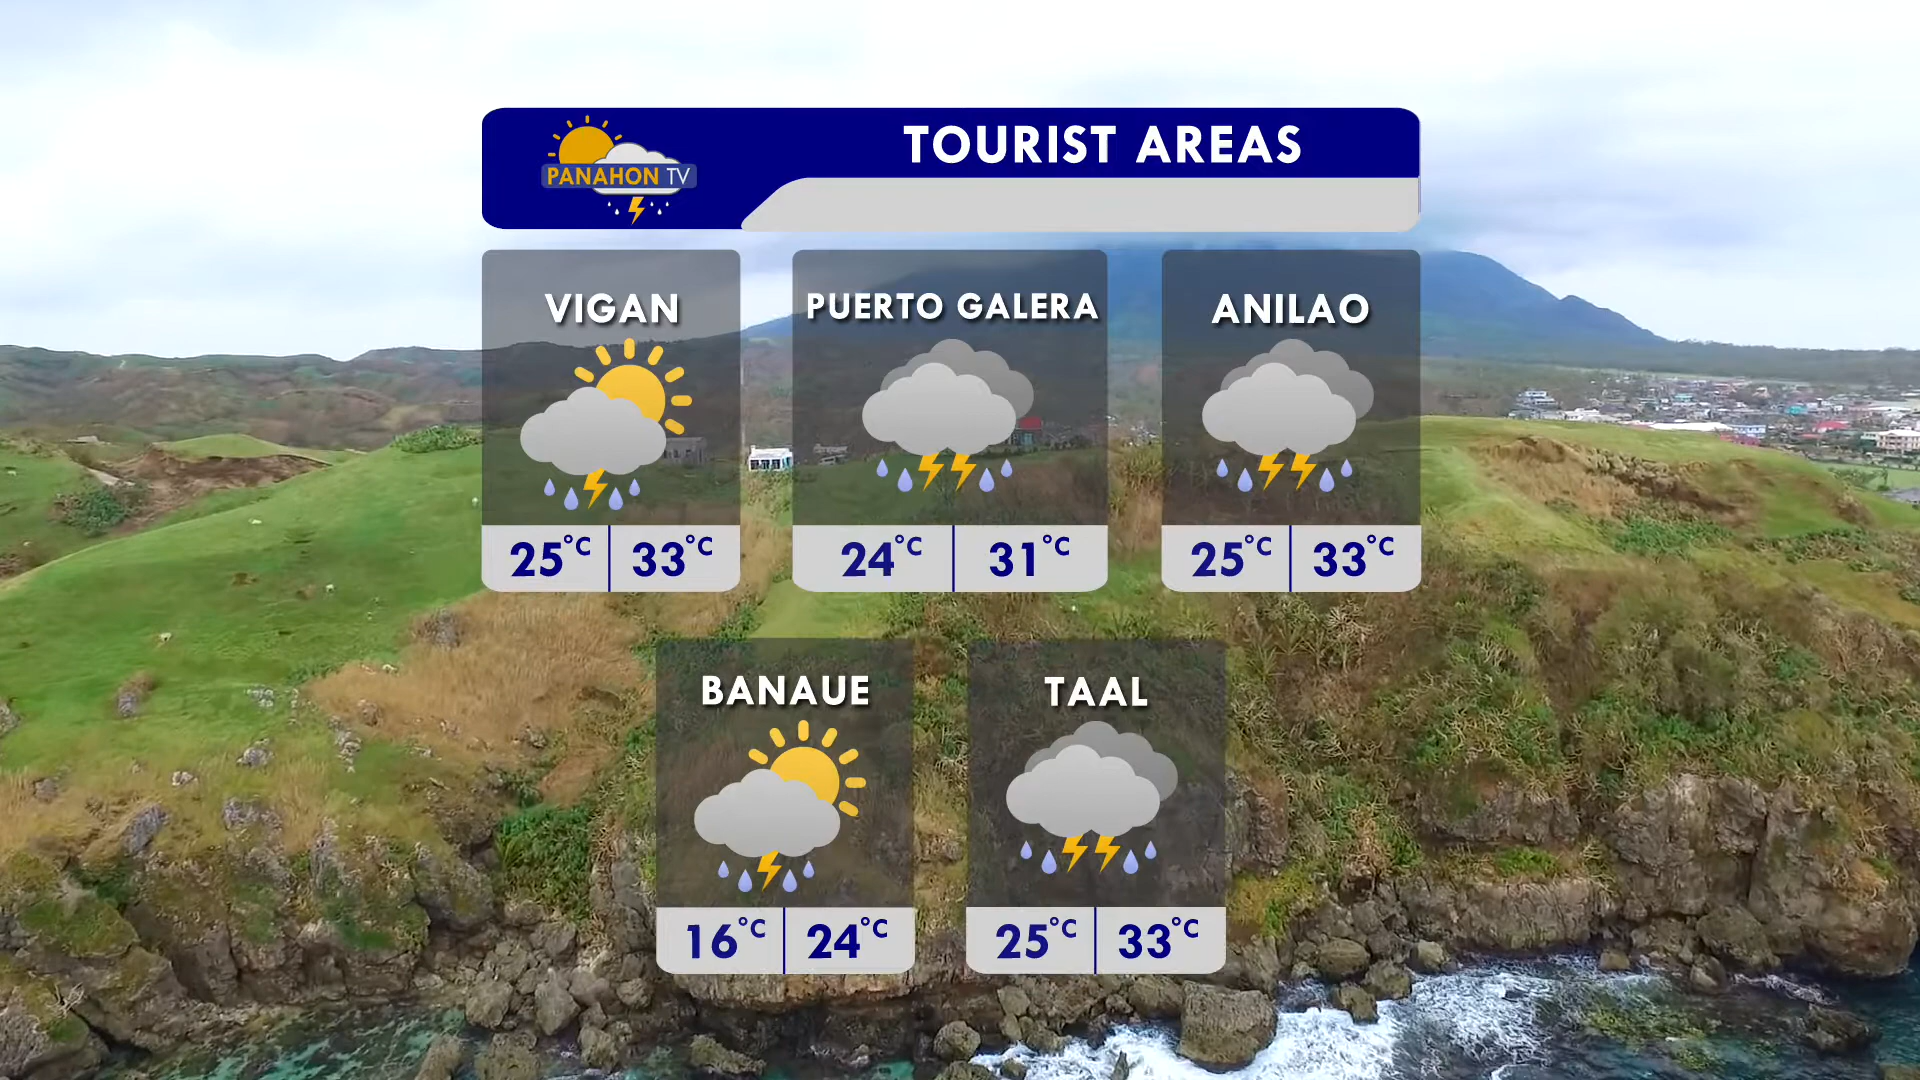 PANAHON TV
TOURIST AREAS
VIGAN
25°C 33°C
PUERTO GALERA
24°C 31°C
ANILAO
25°C 33°C
BANAUE
16°C 24°C
TAAL
25°C 33°C